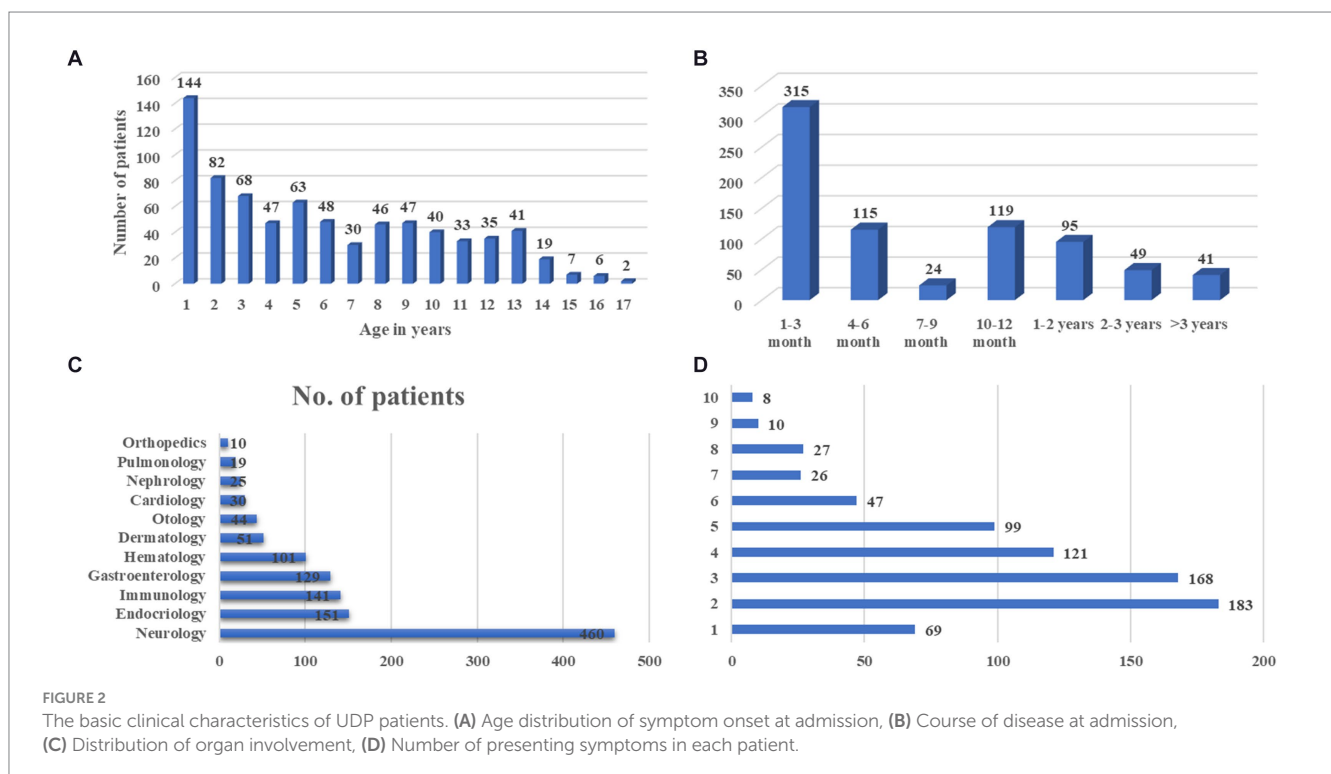 A
Number of patients
160
140
120
100
80
60
40
20
0
144
82
68
47
63
48
30
46
47
40
33
35
41
19
7
6
2
1 2 3 4 5 6 7 8 9 10 11 12 13 14 15 16 17
Age in years
B
350
300
250
200
150
100
50
0
315
115
24
119
95
49
41
1-3 4-6 7-9 10-12 1-2 years 2-3 years >3 years
month month month month
C
No. of patients
Orthopedics 10
Pulmonology 19
Nephrology 25
Cardiology 30
Otology 44
Dermatology 51
Hematology 101
Gastroenterology 129
Immunology 141
Endocriology 151
Neurology 460
0 100 200 300 400 500
D
10 8
9 10
8 27
7 26
6 47
5 99
4 121
3 168
2 183
1 69
0 50 100 150 200
FIGURE 2
The basic clinical characteristics of UDP patients. (A) Age distribution of symptom onset at admission, (B) Course of disease at admission,
(C) Distribution of organ involvement, (D) Number of presenting symptoms in each patient.